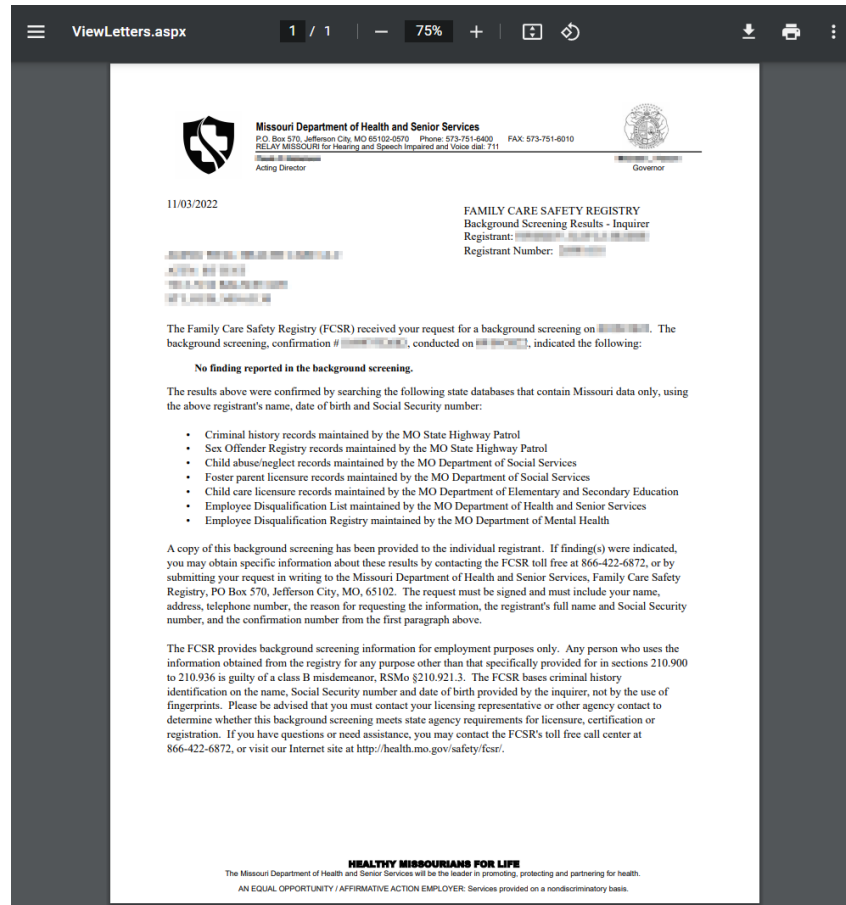 ViewLetters.aspx 1 / 1 75%
Missouri Department of Health and Senior Services
P.O. Box 570, Jefferson City, MO 65102-0570 Phone: 573-751-6400 FAX: 573-751-6010
RELAY MISSOURI for Hearing and Speech Impaired and Voice dial: 711
Acting Director
Governor
11/03/2022
FAMILY CARE SAFETY REGISTRY
Background Screening Results - Inquirer
Registrant:
Registrant Number:
The Family Care Safety Registry (FCSR) received your request for a background screening on . The
background screening, confirmation # , conducted on , indicated the following:
No finding reported in the background screening.
The results above were confirmed by searching the following state databases that contain Missouri data only, using
the above registrant's name, date of birth and Social Security number:
• Criminal history records maintained by the MO State Highway Patrol
• Sex Offender Registry records maintained by the MO State Highway Patrol
• Child abuse/neglect records maintained by the MO Department of Social Services
• Foster parent licensure records maintained by the MO Department of Social Services
• Child care licensure records maintained by the MO Department of Elementary and Secondary Education
• Employee Disqualification List maintained by the MO Department of Health and Senior Services
• Employee Disqualification Registry maintained by the MO Department of Mental Health
A copy of this background screening has been provided to the individual registrant. If finding(s) were indicated,
you may obtain specific information about these results by contacting the FCSR toll free at 866-422-6872, or by
submitting your request in writing to the Missouri Department of Health and Senior Services, Family Care Safety
Registry, PO Box 570, Jefferson City, MO, 65102. The request must be signed and must include your name,
address, telephone number, the reason for requesting the information, the registrant's full name and Social Security
number, and the confirmation number from the first paragraph above.
The FCSR provides background screening information for employment purposes only. Any person who uses the
information obtained from the registry for any purpose other than that specifically provided for in sections 210.900
to 210.936 is guilty of a class B misdemeanor, RSMo §210.921.3. The FCSR bases criminal history
identification on the name, Social Security number and date of birth provided by the inquirer, not by the use of
fingerprints. Please be advised that you must contact your licensing representative or other agency contact to
determine whether this background screening meets state agency requirements for licensure, certification or
registration. If you have questions or need assistance, you may contact the FCSR's toll free call center at
866-422-6872, or visit our Internet site at http://health.mo.gov/safety/fcsr/.
HEALTHY MISSOURIANS FOR LIFE
The Missouri Department of Health and Senior Services will be the leader in promoting, protecting and partnering for health.
AN EQUAL OPPORTUNITY / AFFIRMATIVE ACTION EMPLOYER: Services provided on a nondiscriminatory basis.